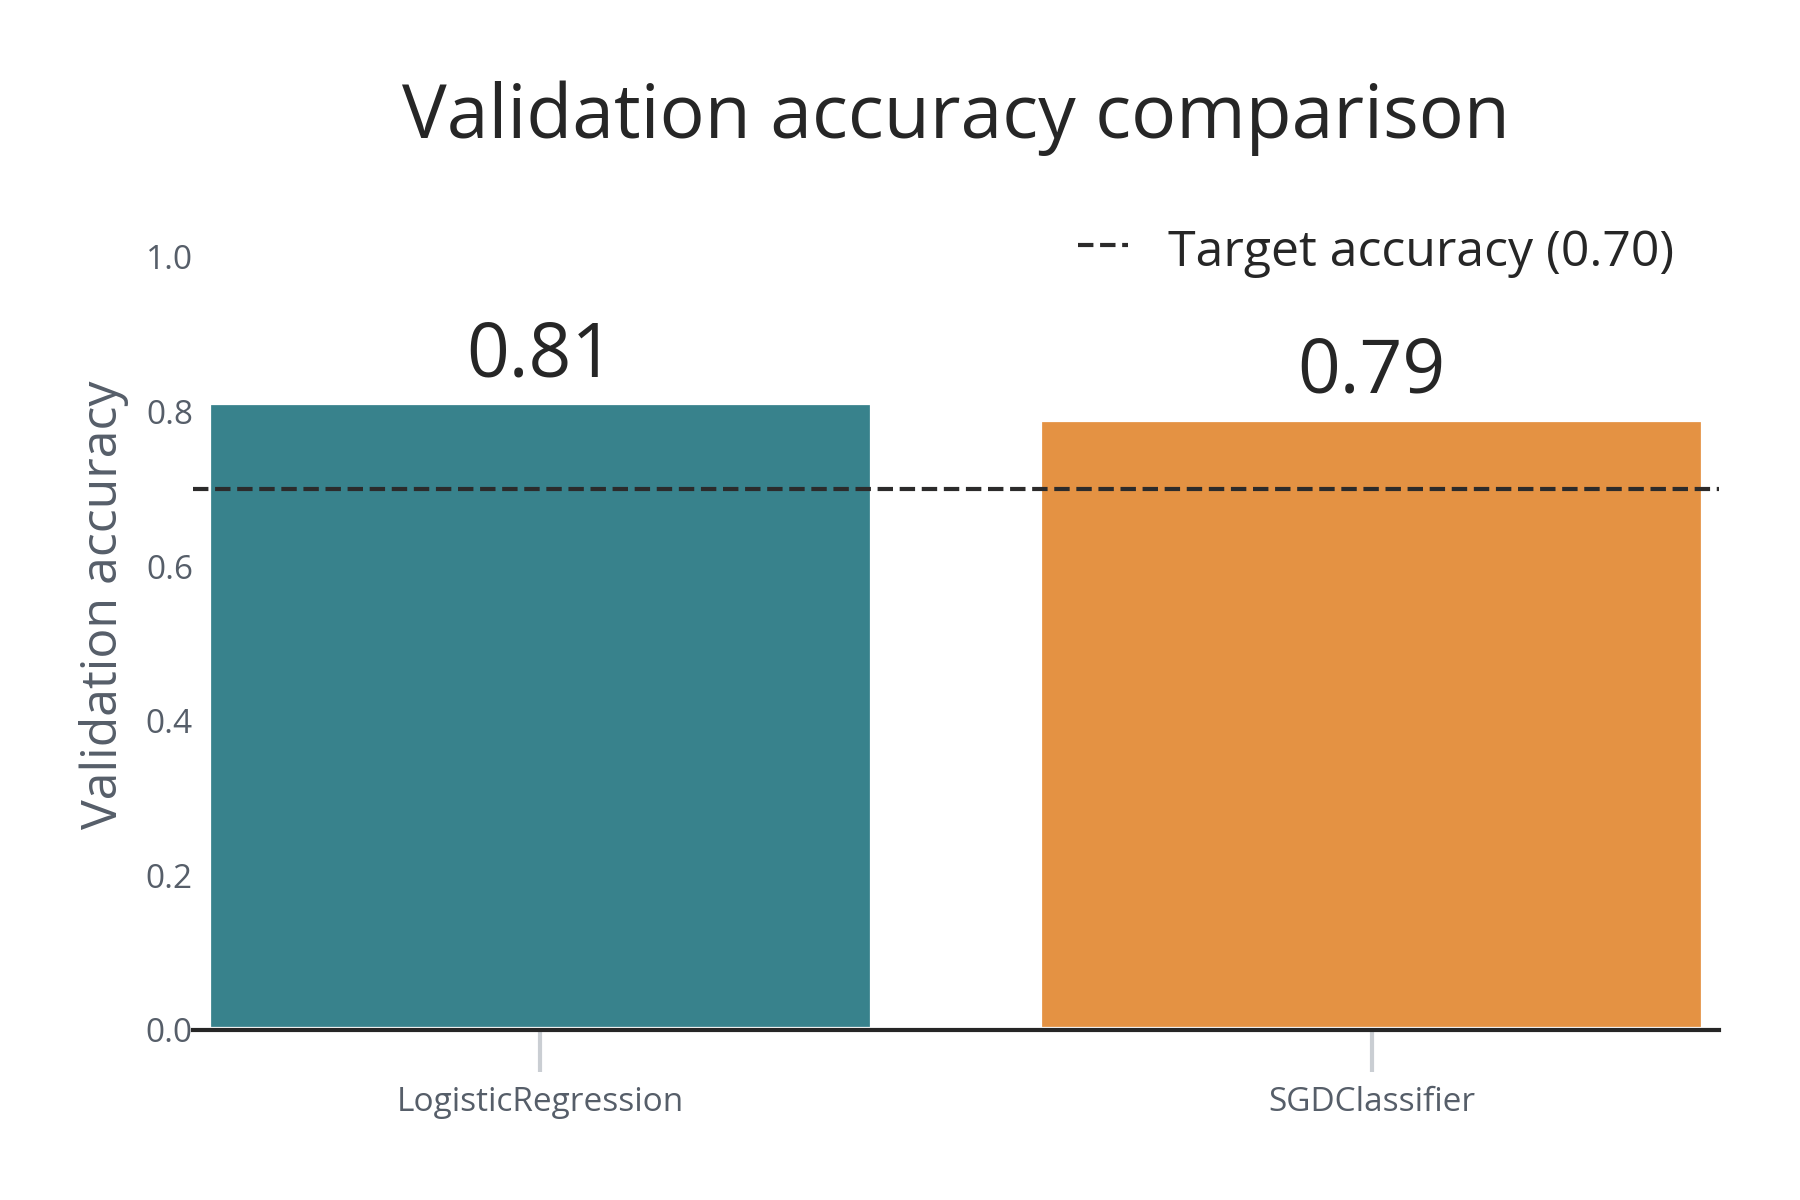 Validation accuracy comparison
Target accuracy (0.70)
1.0
0.8
0.6
0.4
0.2
0.0
Validation accuracy
0.81
0.79
LogisticRegression
SGDClassifier